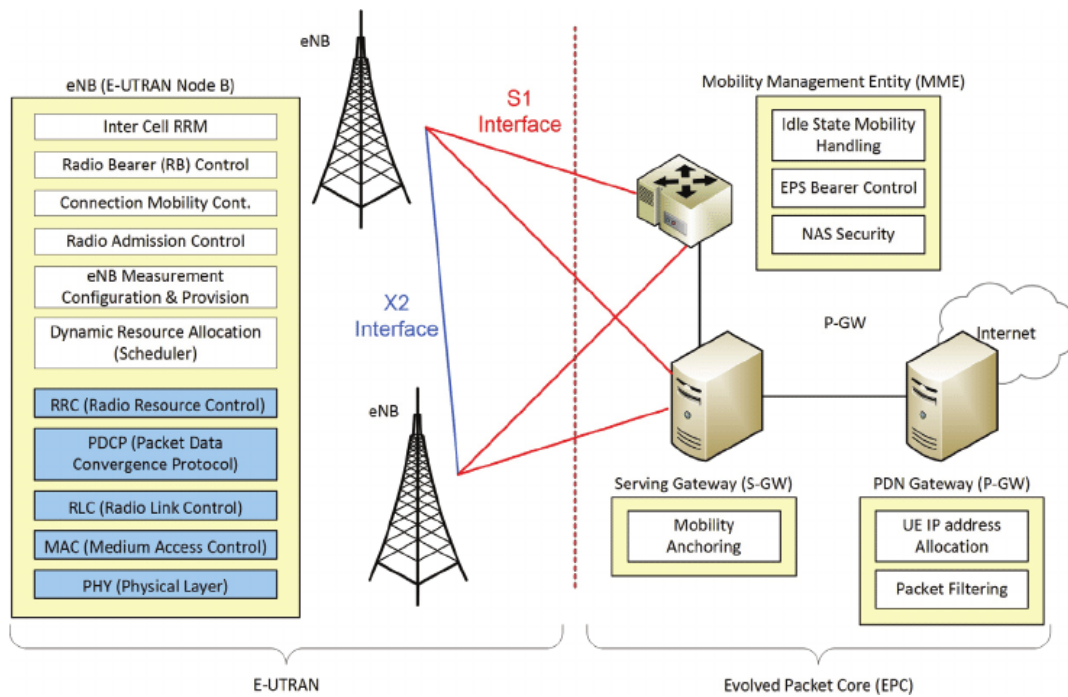 eNB (E-UTRAN Node B)
Inter Cell RRM
Radio Bearer (RB) Control
Connection Mobility Cont.
Radio Admission Control
eNB Measurement
Configuration & Provision
Dynamic Resource Allocation
(Scheduler)
RRC (Radio Resource Control)
PDCP (Packet Data
Convergence Protocol)
RLC (Radio Link Control)
MAC (Medium Access Control)
PHY (Physical Layer)
eNB
eNB
S1
Interface
X2
Interface
Mobility Management Entity (MME)
Idle State Mobility
Handling
EPS Bearer Control
NAS Security
P-GW
Internet
Serving Gateway (S-GW)
Mobility
Anchoring
PDN Gateway (P-GW)
UE IP address
Allocation
Packet Filtering
E-UTRAN
Evolved Packet Core (EPC)